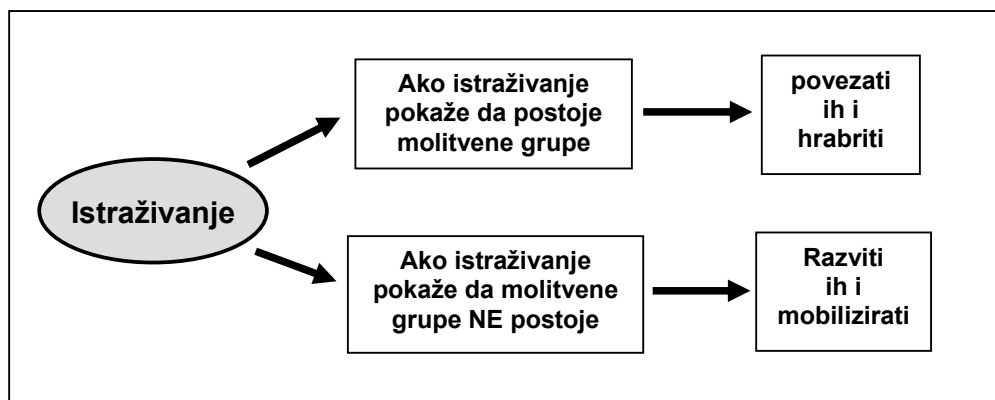 Istraživanje
Ako istraživanje
pokaže da postoje
molitvene grupe
povezati
ih i
hrabriti
Ako istraživanje
pokaže da molitvene
grupe NE postoje
Razviti
ih i
mobilizirati